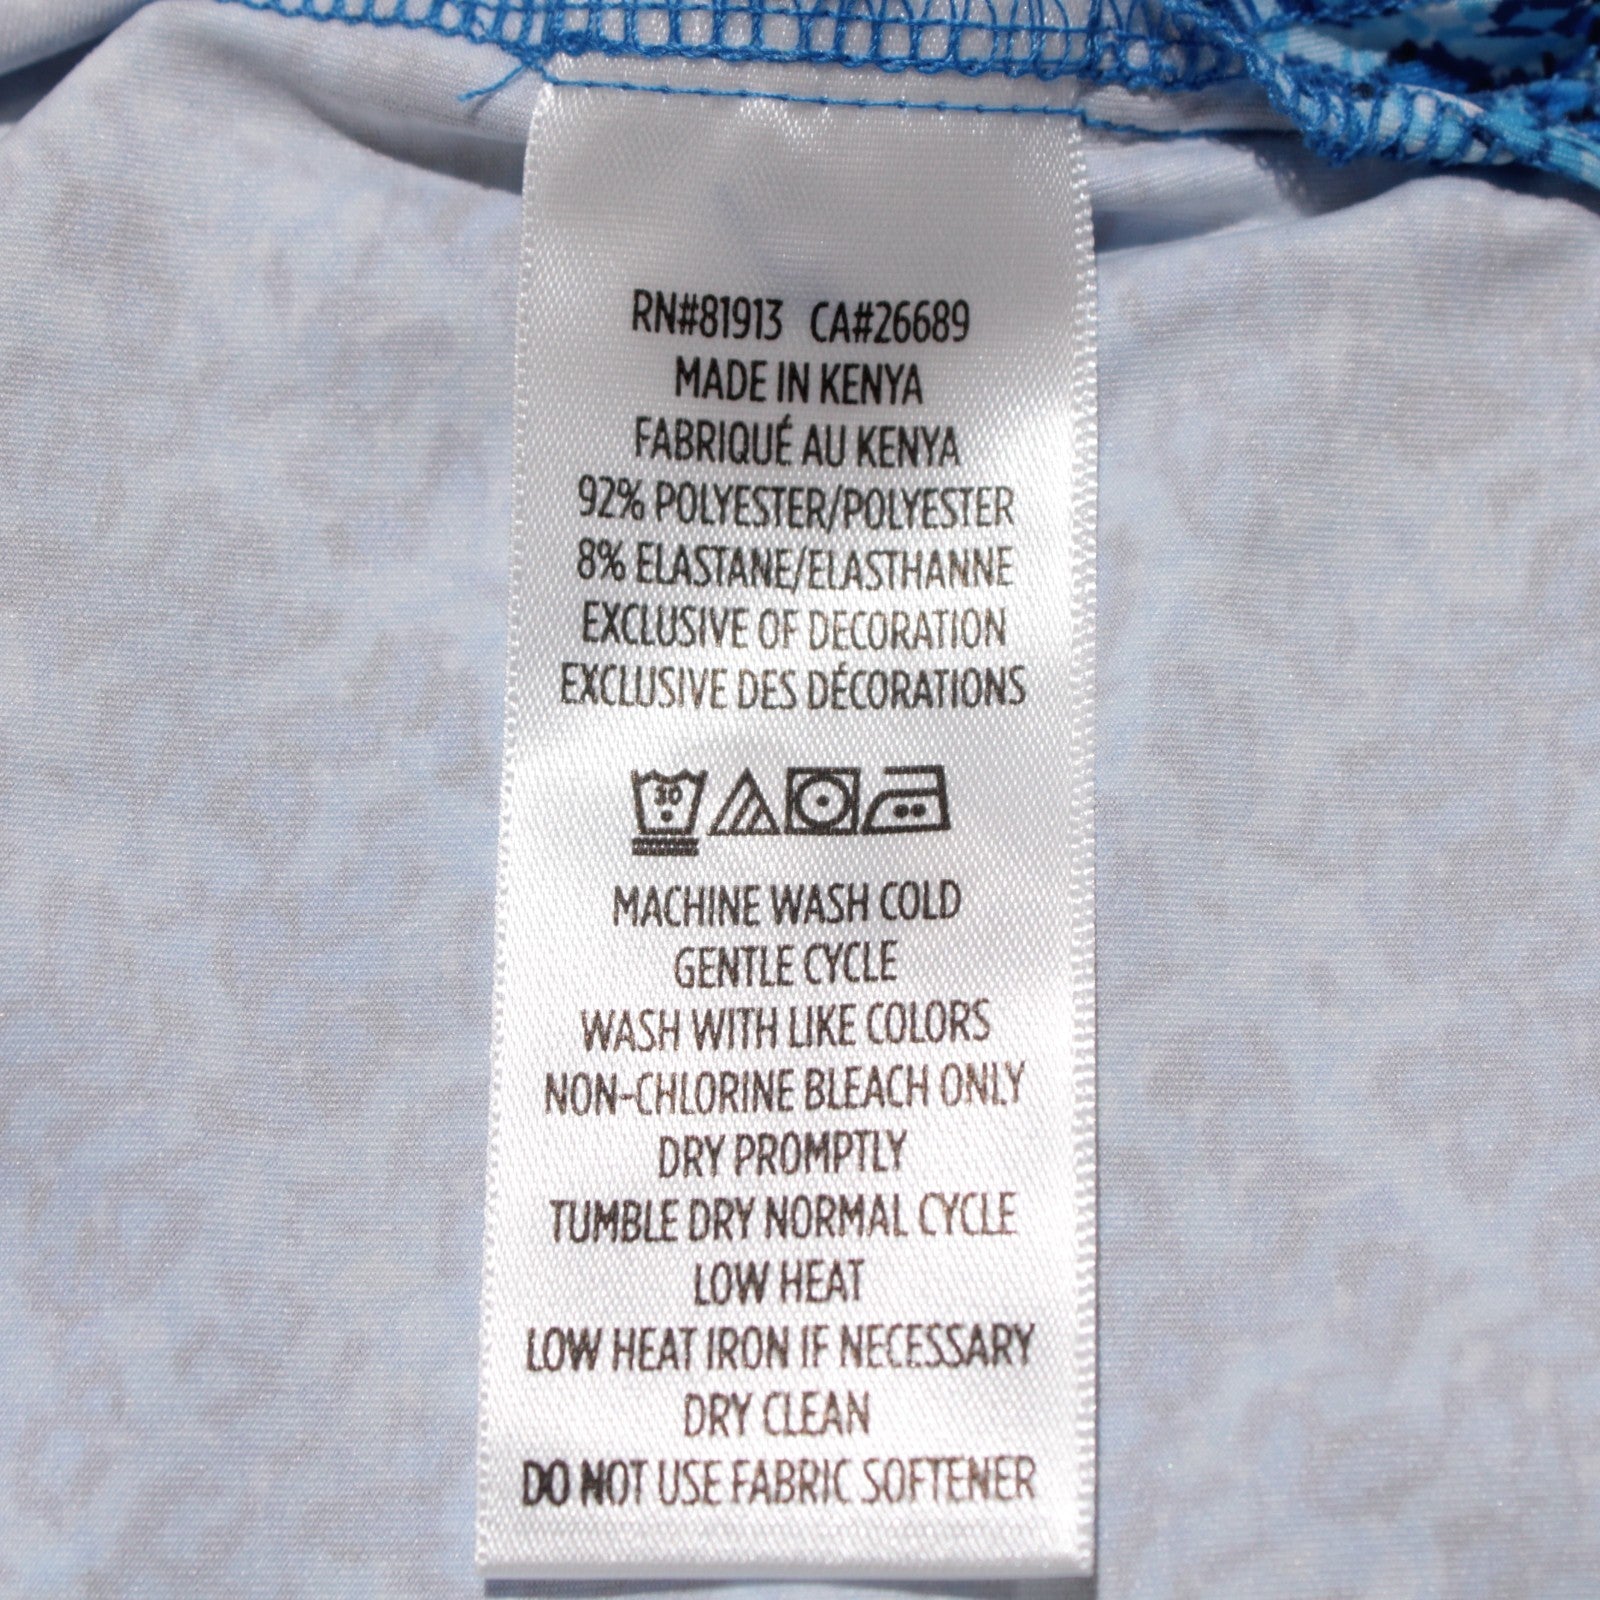 RN#81913 CA#26689
MADE IN KENYA
FABRIQUÉ AU KENYA
92% POLYESTER/POLYESTER
8% ELASTANE/ELASTHANNE
EXCLUSIVE OF DECORATION
EXCLUSIVE DES DÉCORATIONS
30
MACHINE WASH COLD
GENTLE CYCLE
WASH WITH LIKE COLORS
NON-CHLORINE BLEACH ONLY
DRY PROMPTLY
TUMBLE DRY NORMAL CYCLE
LOW HEAT
LOW HEAT IRON IF NECESSARY
DRY CLEAN
DO NOT USE FABRIC SOFTENER